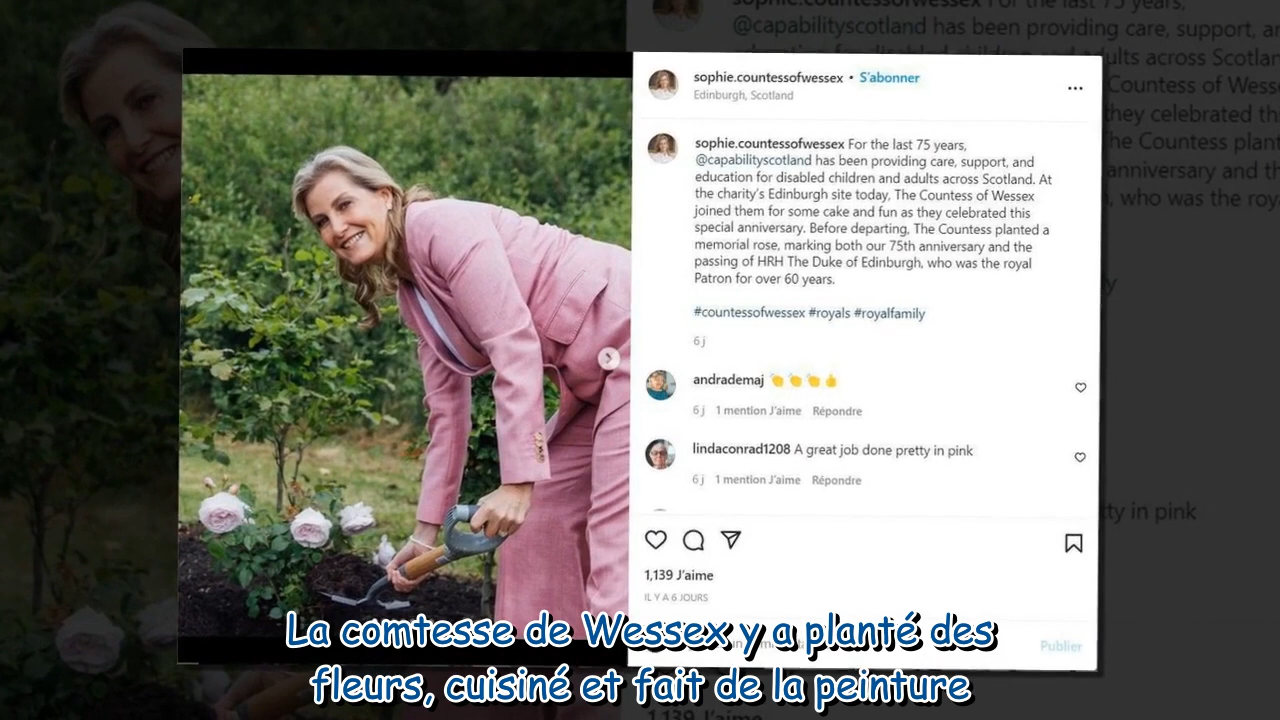 sophie.countessofwessex • S'abonner
Edinburgh, Scotland
sophie.countessofwessex For the last 75 years,
@capabilityscotland has been providing care, support, and
education for disabled children and adults across Scotland. At
the charity's Edinburgh site today, The Countess of Wessex
joined them for some cake and fun as they celebrated this
special anniversary. Before departing, The Countess planted a
memorial rose, marking both our 75th anniversary and the
passing of HRH The Duke of Edinburgh, who was the royal
Patron for over 60 years.
#countessofwessex #royals #royalfamily
6 j
andrademaj 👏👏👏👍
6 j 1 mention J'aime Répondre
lindaconrad1208 A great job done pretty in pink
6 j 1 mention J'aime Répondre
1,139 J'aime
IL Y A 6 JOURS
Publier
La comtesse de Wessex y a planté des
fleurs, cuisiné et fait de la peinture